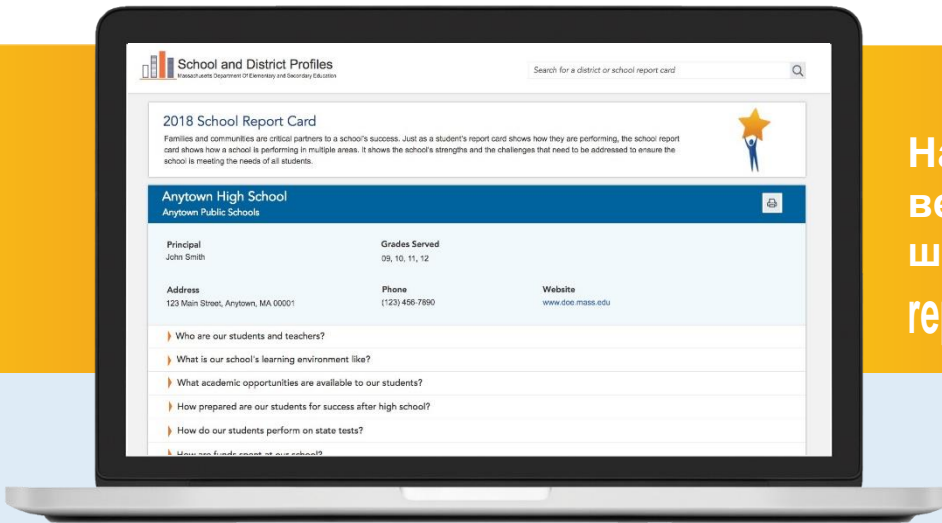 School and District Profiles
Massachusetts Department Of Elementary and Secondary Education
Search for a district or school report card
2018 School Report Card
Families and communities are critical partners to a school's success. Just as a student's report card shows how they are performing, the school report
card shows how a school is performing in multiple areas. It shows the school's strengths and the challenges that need to be addressed to ensure the
school is meeting the needs of all students.
Anytown High School
Anytown Public Schools
Principal
John Smith
Grades Served
09, 10, 11, 12
Address
123 Main Street, Anytown, MA 00001
Phone
(123) 456-7890
Website
www.doe.mass.edu
Who are our students and teachers?
What is our school's learning environment like?
What academic opportunities are available to our students?
How prepared are our students for success after high school?
How do our students perform on state tests?
How are funds spent at our school?